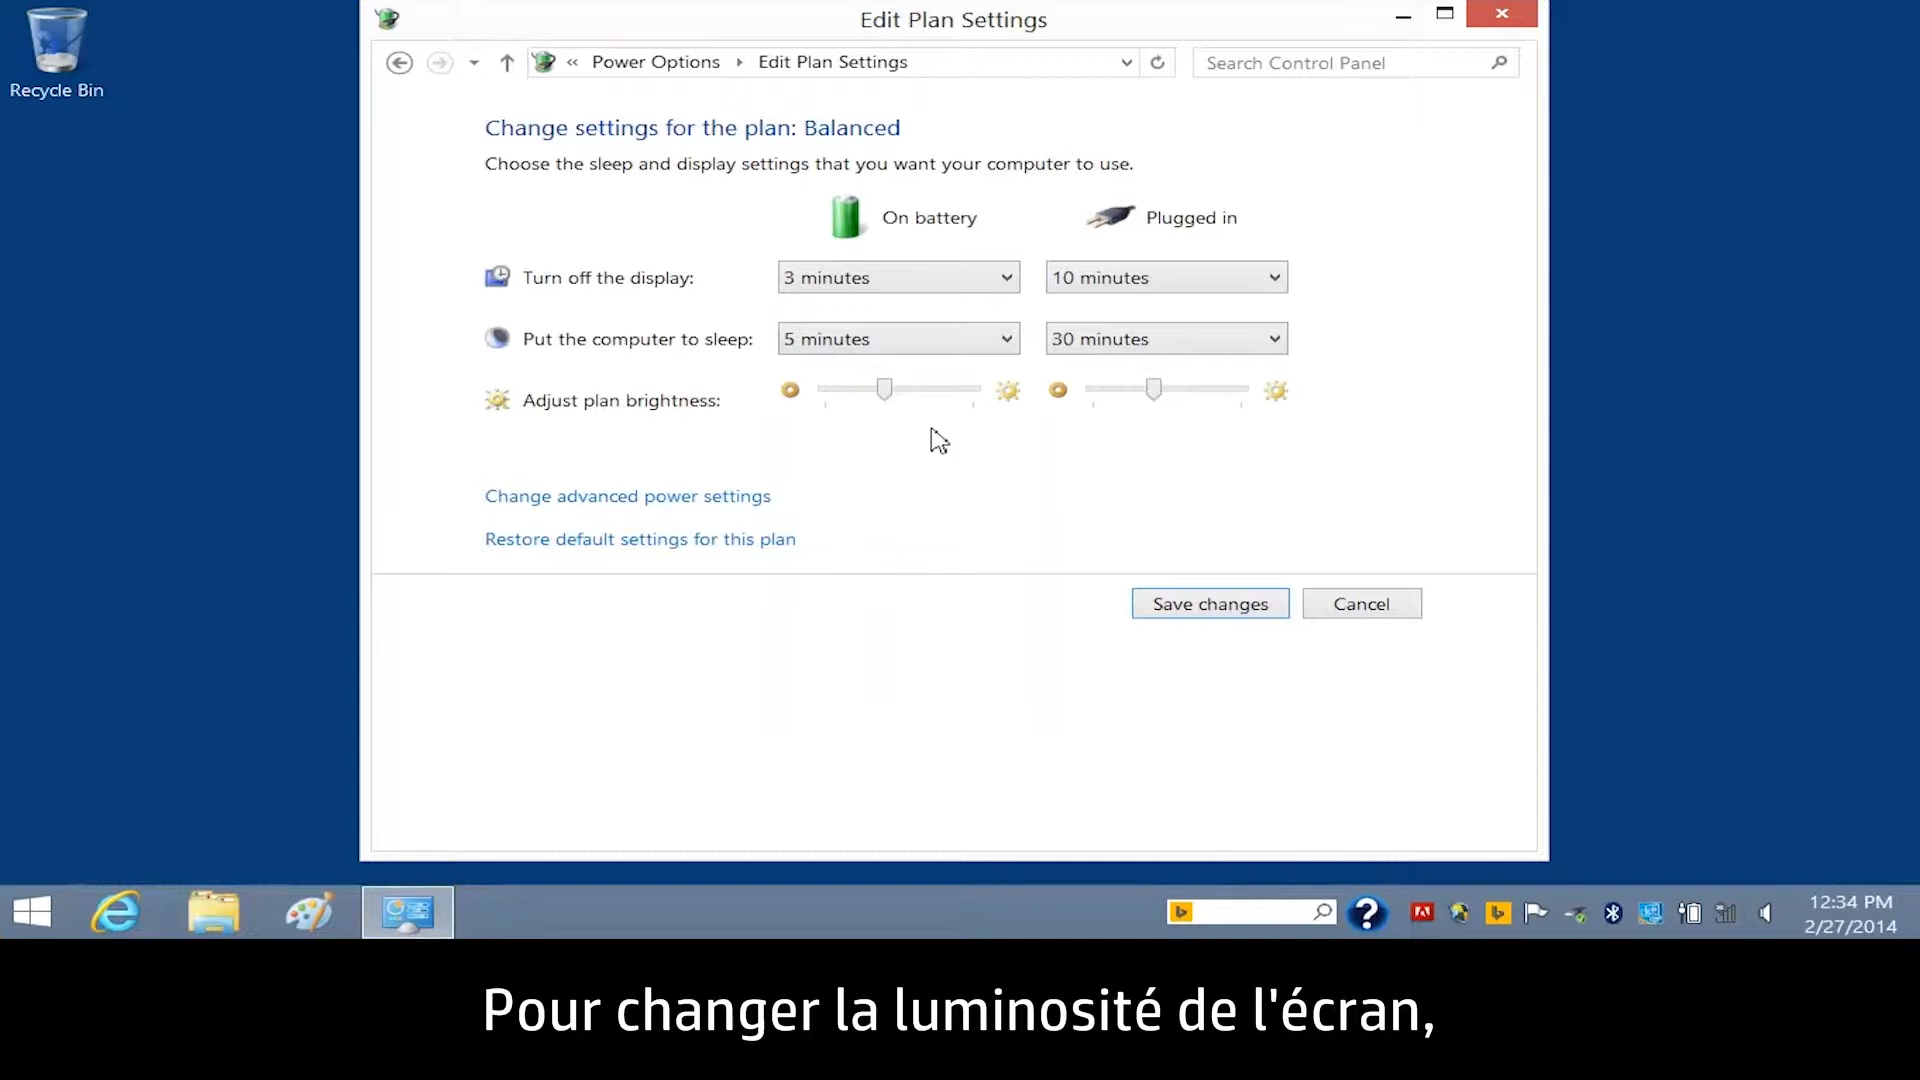 Recycle Bin
Edit Plan Settings
« Power Options Edit Plan Settings
Search Control Panel
Change settings for the plan: Balanced
Choose the sleep and display settings that you want your computer to use.
On battery Plugged in
Turn off the display: 3 minutes 10 minutes
Put the computer to sleep: 5 minutes 30 minutes
Adjust plan brightness:
Change advanced power settings
Restore default settings for this plan
Save changes Cancel
12:34 PM
2/27/2014
Pour changer la luminosité de l'écran,